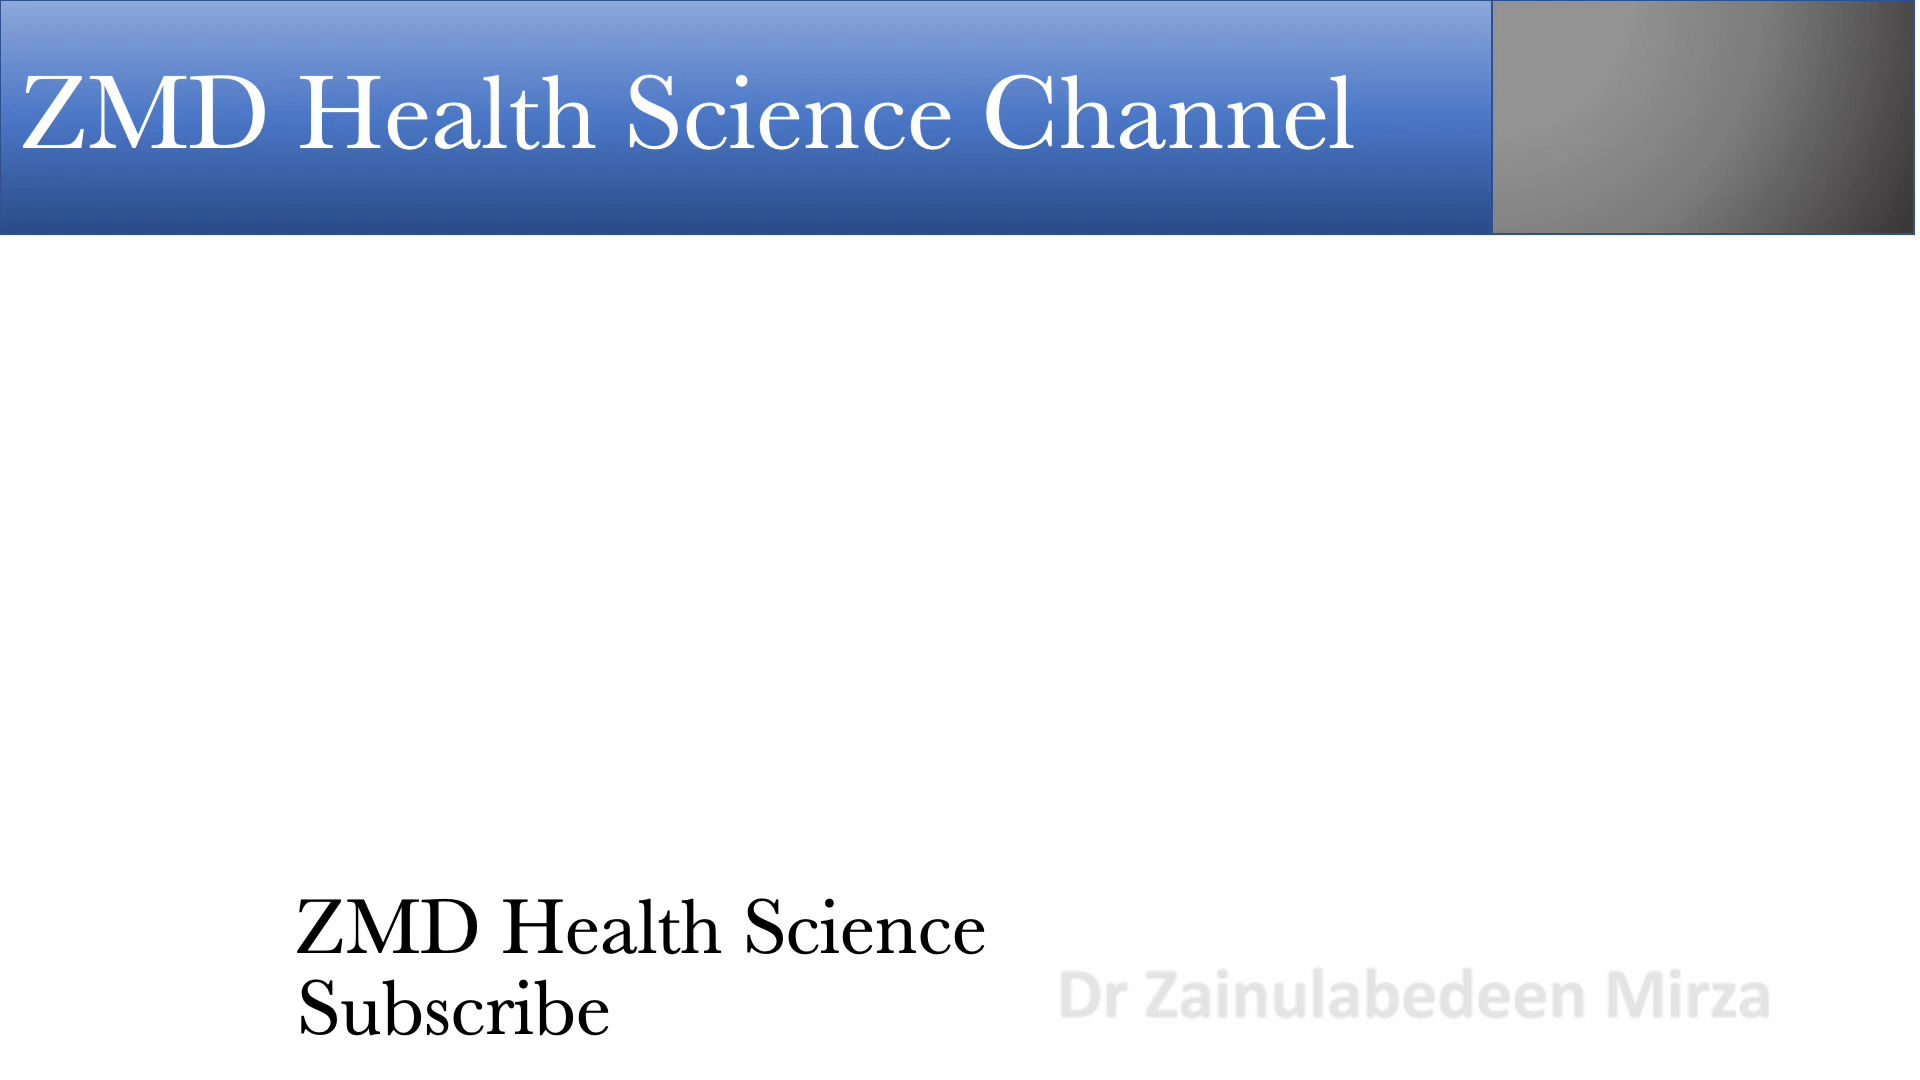 ZMD Health Science Channel
ZMD Health Science
Subscribe
Dr Zainulabedeen Mirza